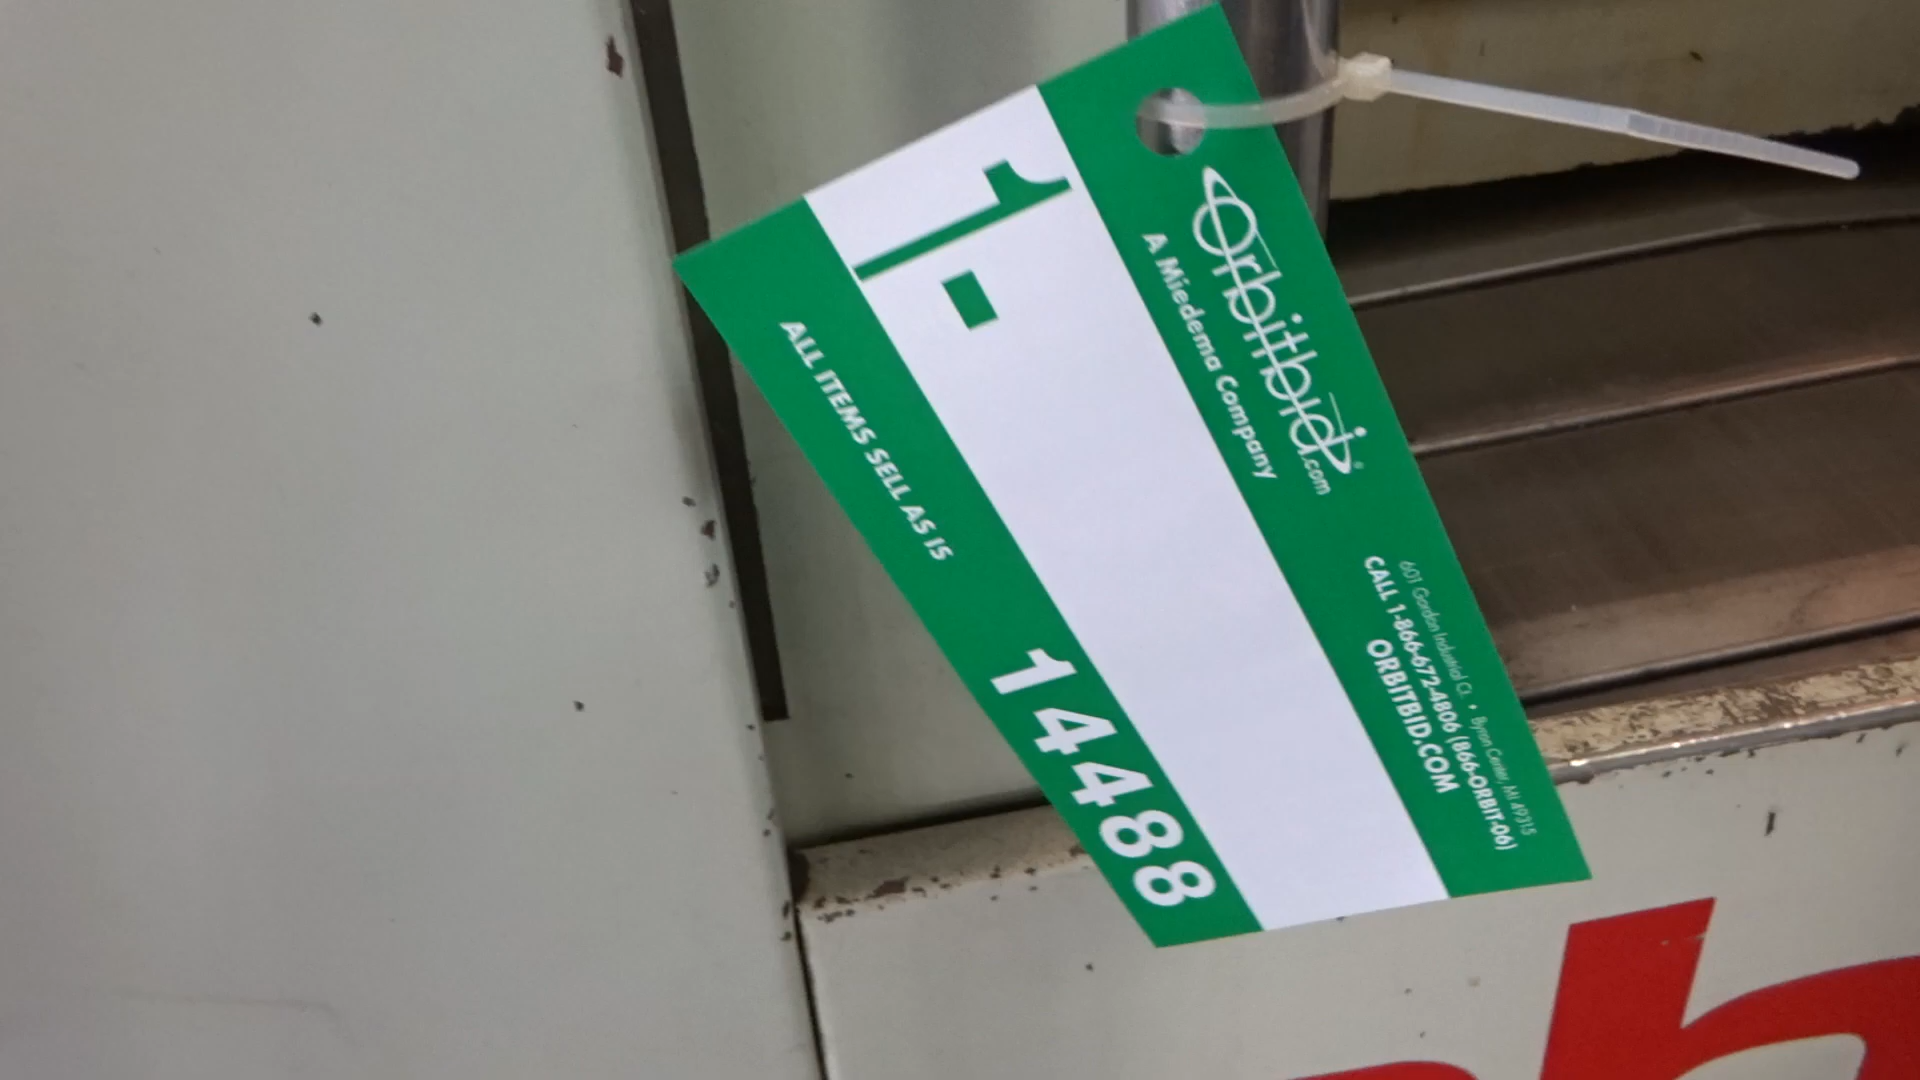 Orbitbid.com
A Miedema Company
601 Gordon Industrial Ct. • Byron Center, MI 49315
CALL 1-866-672-4806 (866-ORBIT-06)
ORBITBID.COM
1-
ALL ITEMS SELL AS IS
14488